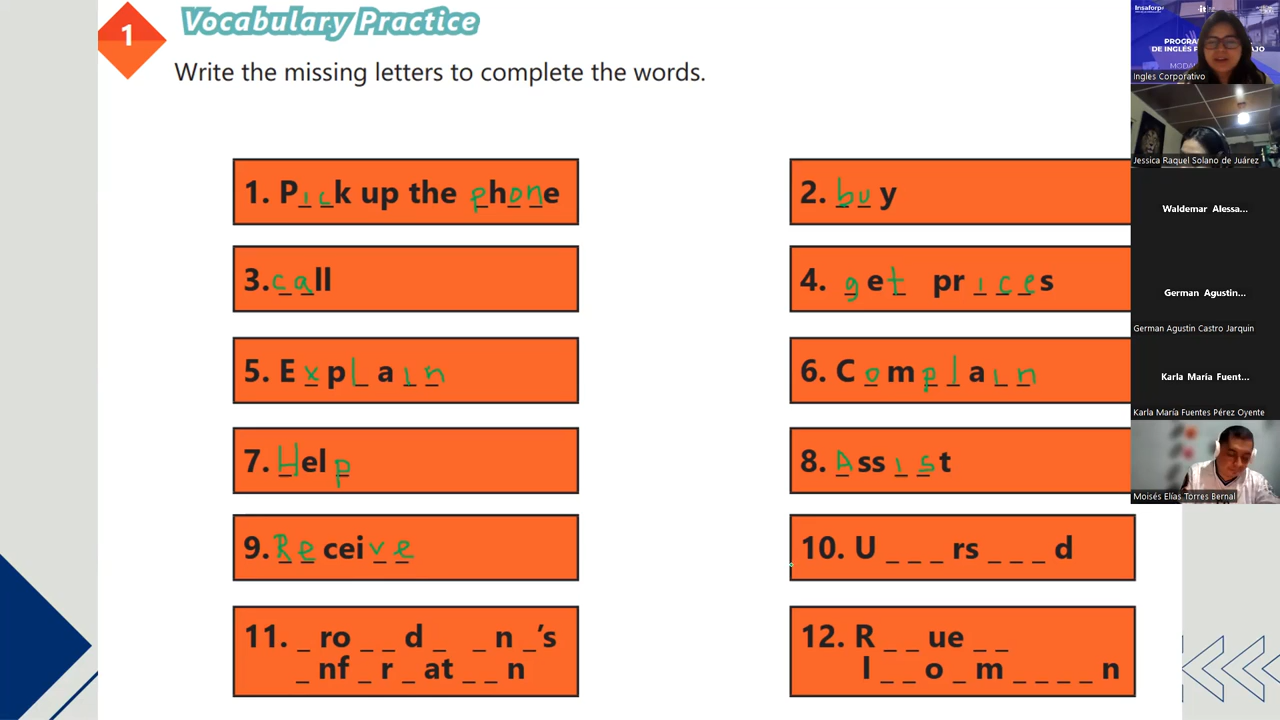 1
Vocabulary Practice
Write the missing letters to complete the words.
1. Pick up the phone
2. buy
3. call
4. get prices
5. Explain
6. Complain
7. Help
8. Assist
9. Receive
10. U _ _ _ rs _ _ _ d
11. _ ro _ _ d _ _ n _'s
_ nf _ r _ at _ _ n
12. R _ _ ue _ _
I _ _ o _ m _ _ _ _ n
Insaforp
Ingles Corporativo
Jessica Raquel Solano de Juárez
Waldemar Alessa...
German Agustin...
German Agustin Castro Jarquin
Karla María Fuent...
Karla María Fuentes Pérez Oyente
Moisés Elías Torres Bernal